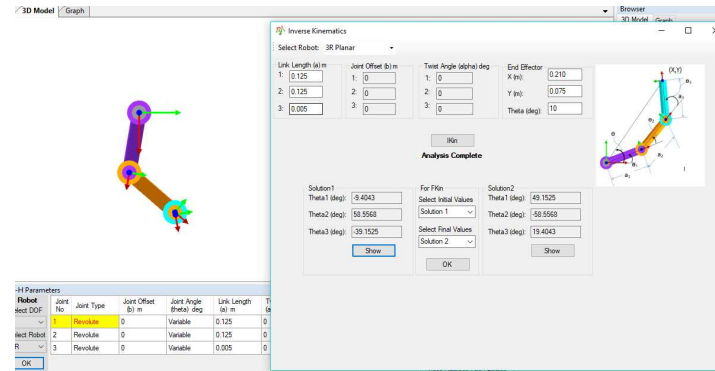 3D Model Graph
Browser
3D Model Graph
Inverse Kinematics
Select Robot: 3R Planar
Link Length (a) m Joint Offset (b) m Twist Angle (alpha) deg End Effector
1: 0.125 1: 0 1: 0 X (m): 0.210
2: 0.125 2: 0 2: 0 Y (m): 0.075
3: 0.005 3: 0 3: 0 Theta (deg): 10
(X,Y)
IKin
Analysis Complete
Solution1 For FKin Solution2
Theta1 (deg): -9.4043 Select Initial Values Theta1 (deg): 49.1525
Theta2 (deg): 58.5568 Solution 1 Theta2 (deg): -58.5568
Theta3 (deg): -39.1525 Select Final Values Theta3 (deg): 19.4043
Show Solution 2 Show
OK
-H Parameters
Robot Joint No Joint Type Joint Offset (b) m Joint Angle (theta) deg Link Length (a) m
elect DOF
1 Revolute 0 Variable 0.125 0
elect Robot 2 Revolute 0 Variable 0.125 0
R 3 Revolute 0 Variable 0.005 0
OK